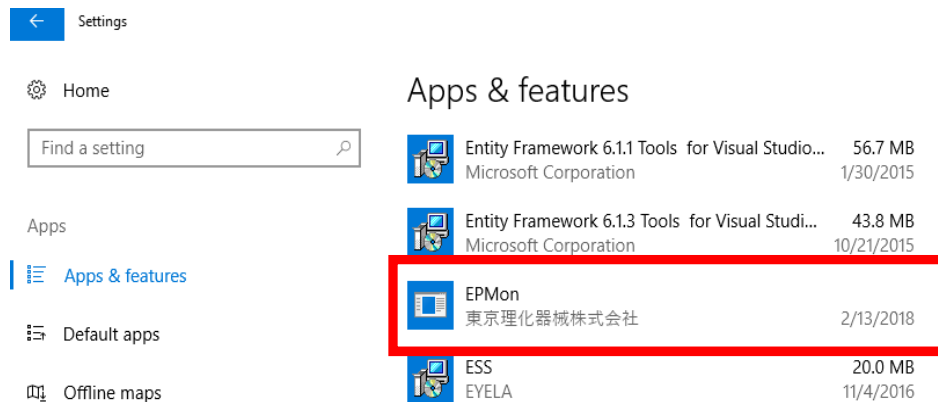 Settings
Home
Find a setting
Apps
Apps & features
Default apps
Offline maps
Apps & features
Entity Framework 6.1.1 Tools for Visual Studio... 56.7 MB
Microsoft Corporation 1/30/2015
Entity Framework 6.1.3 Tools for Visual Studi... 43.8 MB
Microsoft Corporation 10/21/2015
EPMon
東京理化器械株式会社 2/13/2018
ESS 20.0 MB
EYELA 11/4/2016